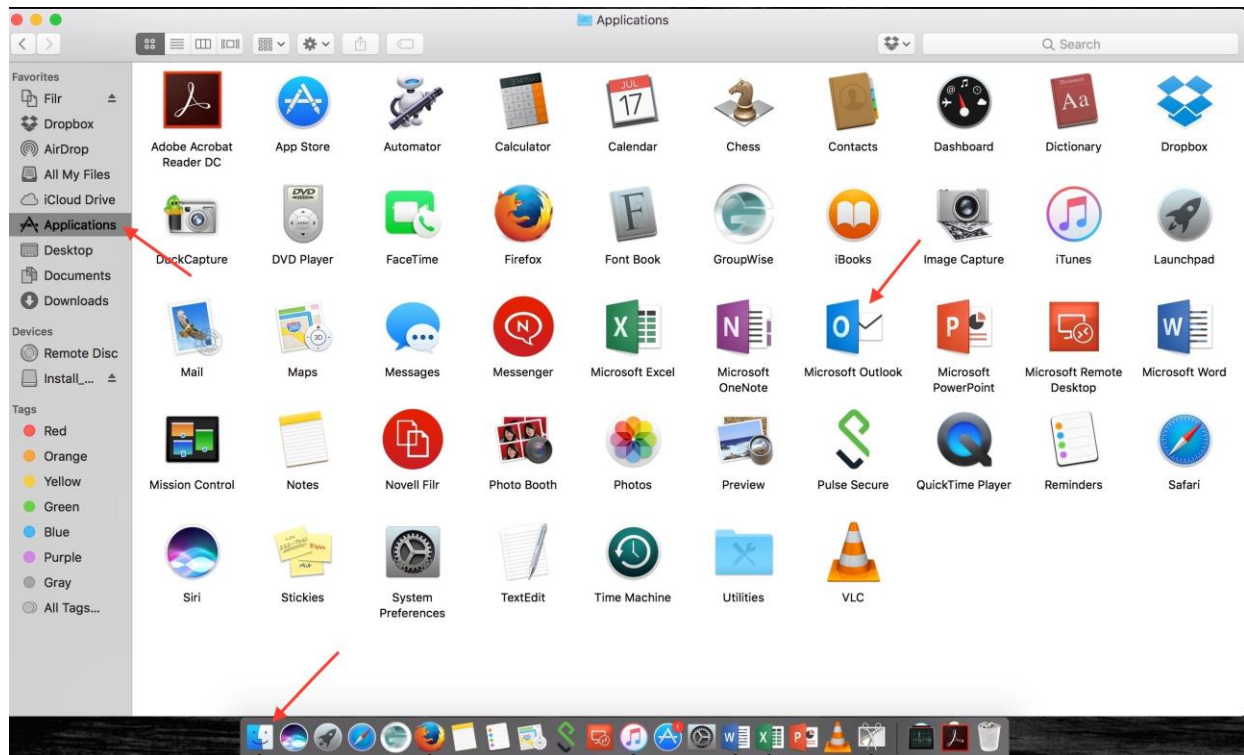 Applications
Search
Favorites
Filr
Dropbox
AirDrop
All My Files
iCloud Drive
Applications
Desktop
Documents
Downloads
Devices
Remote Disc
Install_...
Tags
Red
Orange
Yellow
Green
Blue
Purple
Gray
All Tags...
JUL
17
Aa
Adobe Acrobat
Reader DC
App Store
Automator
Calculator
Calendar
Chess
Contacts
Dashboard
Dictionary
Dropbox
DVD
F
DuckCapture
DVD Player
FaceTime
Firefox
Font Book
GroupWise
iBooks
Image Capture
iTunes
Launchpad
3D
N
X
N
O
P
W
Mail
Maps
Messages
Messenger
Microsoft Excel
Microsoft
OneNote
Microsoft Outlook
Microsoft
PowerPoint
Microsoft Remote
Desktop
Microsoft Word
Mission Control
Notes
Novell Filr
Photo Booth
Photos
Preview
Pulse Secure
QuickTime Player
Reminders
Safari
Siri
Stickies
System
Preferences
TextEdit
Time Machine
Utilities
VLC